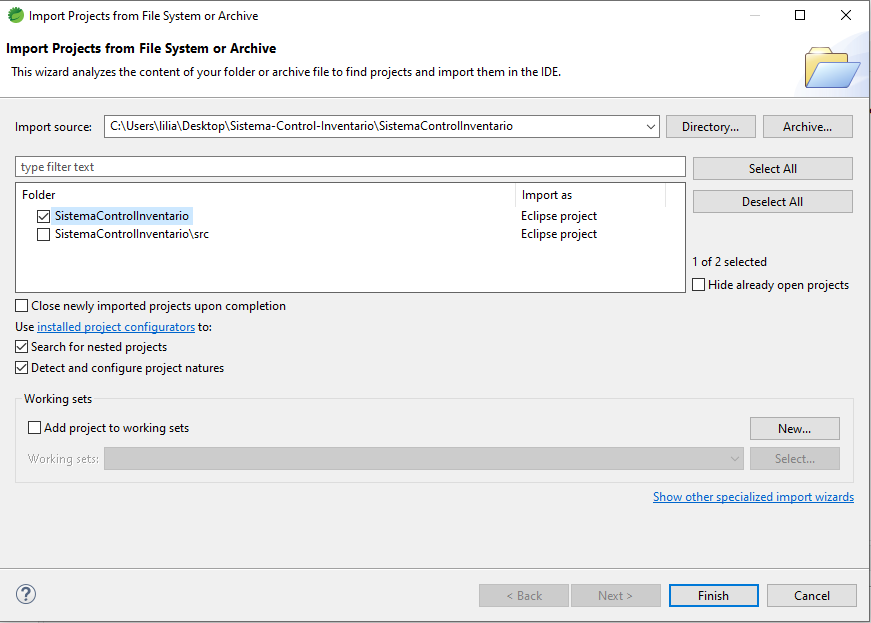 Import Projects from File System or Archive
Import Projects from File System or Archive
This wizard analyzes the content of your folder or archive file to find projects and import them in the IDE.
Import source: C:\Users\lilia\Desktop\Sistema-Control-Inventario\SistemaControlInventario Directory... Archive...
type filter text Select All
Folder Import as Deselect All
SistemaControlInventario Eclipse project
SistemaControlInventario\src Eclipse project
1 of 2 selected
Hide already open projects
Close newly imported projects upon completion
Use installed project configurators to:
Search for nested projects
Detect and configure project natures
Working sets
Add project to working sets New...
Working sets: Select...
Show other specialized import wizards
? < Back Next > Finish Cancel